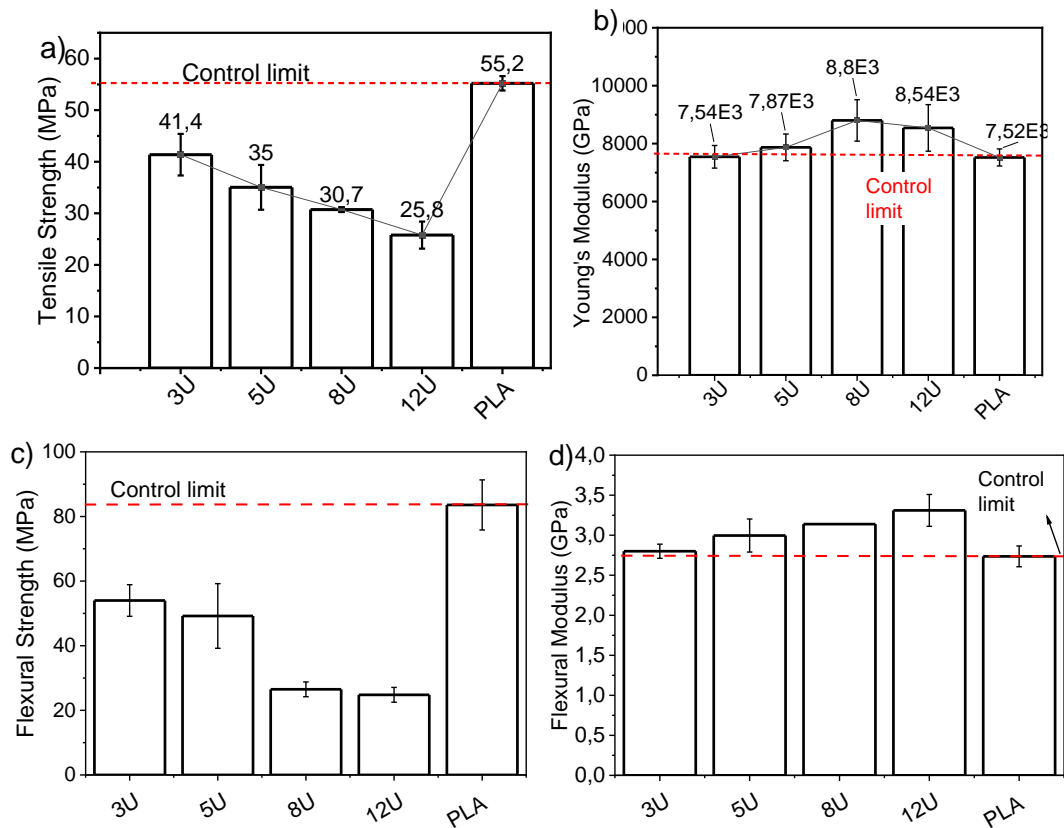 a)
Tensile Strength (MPa)
60
50
40
30
20
10
0
Control limit
41,4
35
30,7
25,8
55,2
3U
5U
8U
12U
PLA
b)
Young's Modulus (GPa)
10000
8000
6000
4000
2000
0
7,54E3
7,87E3
8,8E3
8,54E3
7,52E3
Control
limit
3U
5U
8U
12U
PLA
c)
Flexural Strength (MPa)
100
80
60
40
20
0
Control limit
3U
5U
8U
12U
PLA
d)
Flexural Modulus (GPa)
4,0
3,5
3,0
2,5
2,0
1,5
1,0
0,5
0,0
Control
limit
3U
5U
8U
12U
PLA